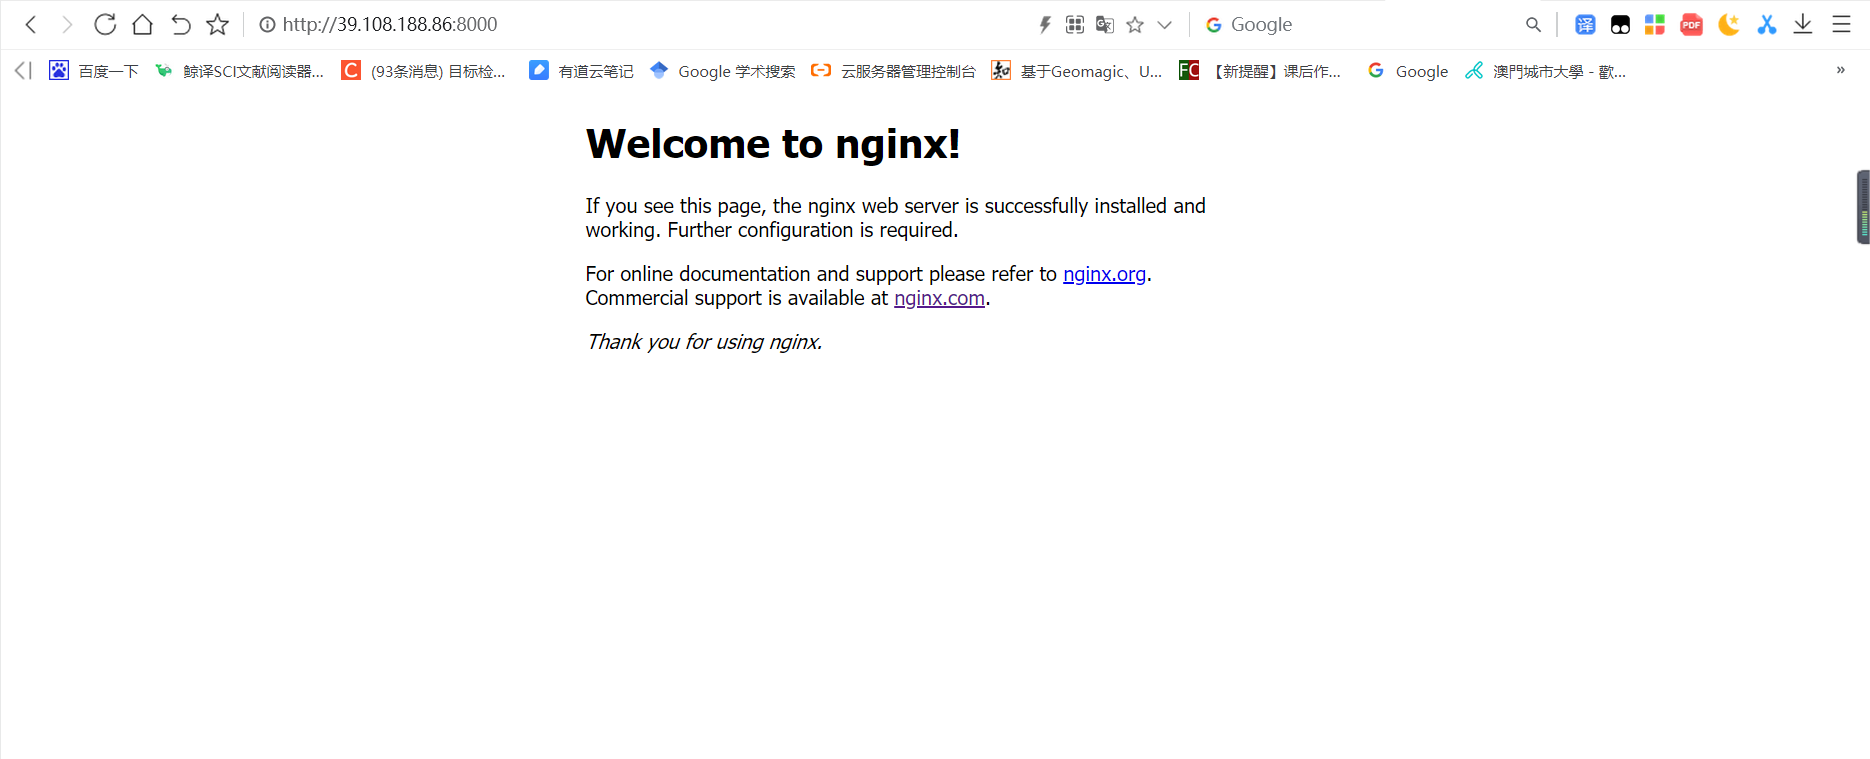 http://39.108.188.86:8000
Google
译
PDF
百度一下
鲸译SCI文献阅读器...
C
(93条消息) 目标检...
有道云笔记
Google 学术搜索
云服务器管理控制台
知
基于Geomagic、U...
FC
【新提醒】课后作...
Google
澳門城市大學 - 歡...
»
Welcome to nginx!
If you see this page, the nginx web server is successfully installed and
working. Further configuration is required.
For online documentation and support please refer to nginx.org.
Commercial support is available at nginx.com.
Thank you for using nginx.